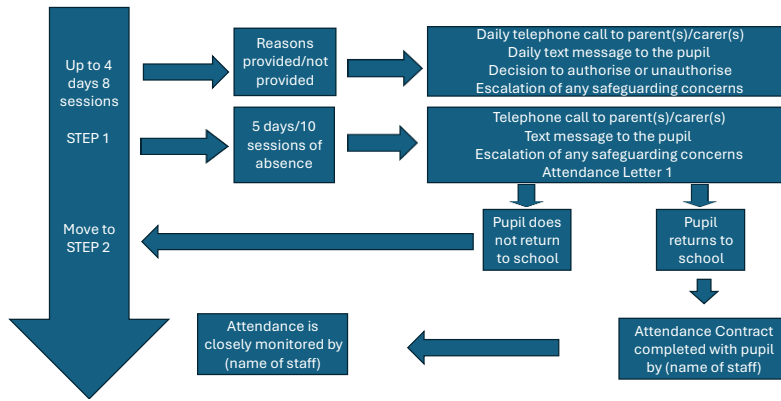 Up to 4
days 8
sessions
Reasons
provided/not
provided
Daily telephone call to parent(s)/carer(s)
Daily text message to the pupil
Decision to authorise or unauthorise
Escalation of any safeguarding concerns
STEP 1
5 days/10
sessions of
absence
Telephone call to parent(s)/carer(s)
Text message to the pupil
Escalation of any safeguarding concerns
Attendance Letter 1
Move to
STEP 2
Pupil does
not return
to school
Pupil
returns to
school
Attendance is
closely monitored by
(name of staff)
Attendance Contract
completed with pupil
by (name of staff)